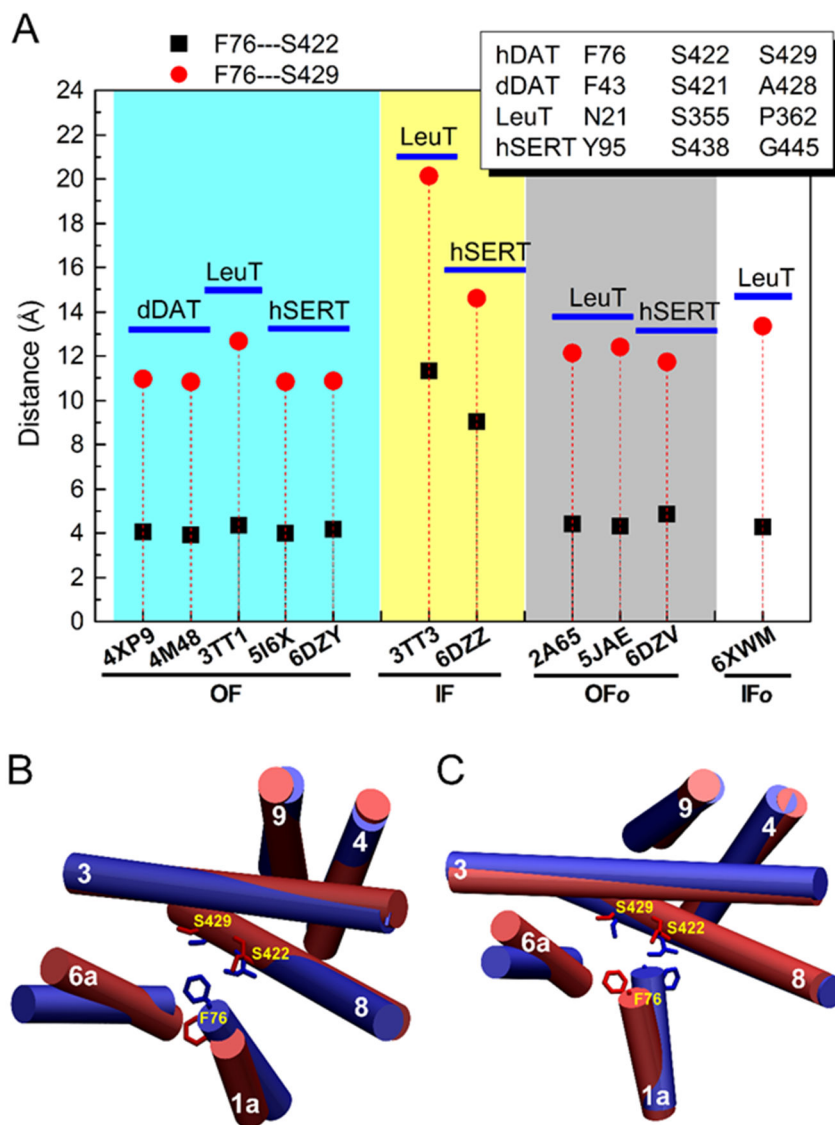 A
F76---S422
F76---S429
hDAT F76 S422 S429
dDAT F43 S421 A428
LeuT N21 S355 P362
hSERT Y95 S438 G445
Distance (Å)
24
22
20
18
16
14
12
10
8
6
4
2
0
dDAT
LeuT
hSERT
LeuT
hSERT
LeuT
hSERT
LeuT
4XP9 4M48 3TT1 5I6X 6DZY 3TT3 6DZZ 2A65 5JAE 6DZV 6XWM
OF IF OFo IFo
B
9
4
3
S429
S422
6a
F76
8
1a
C
9
4
3
S429
S422
6a
F76
8
1a